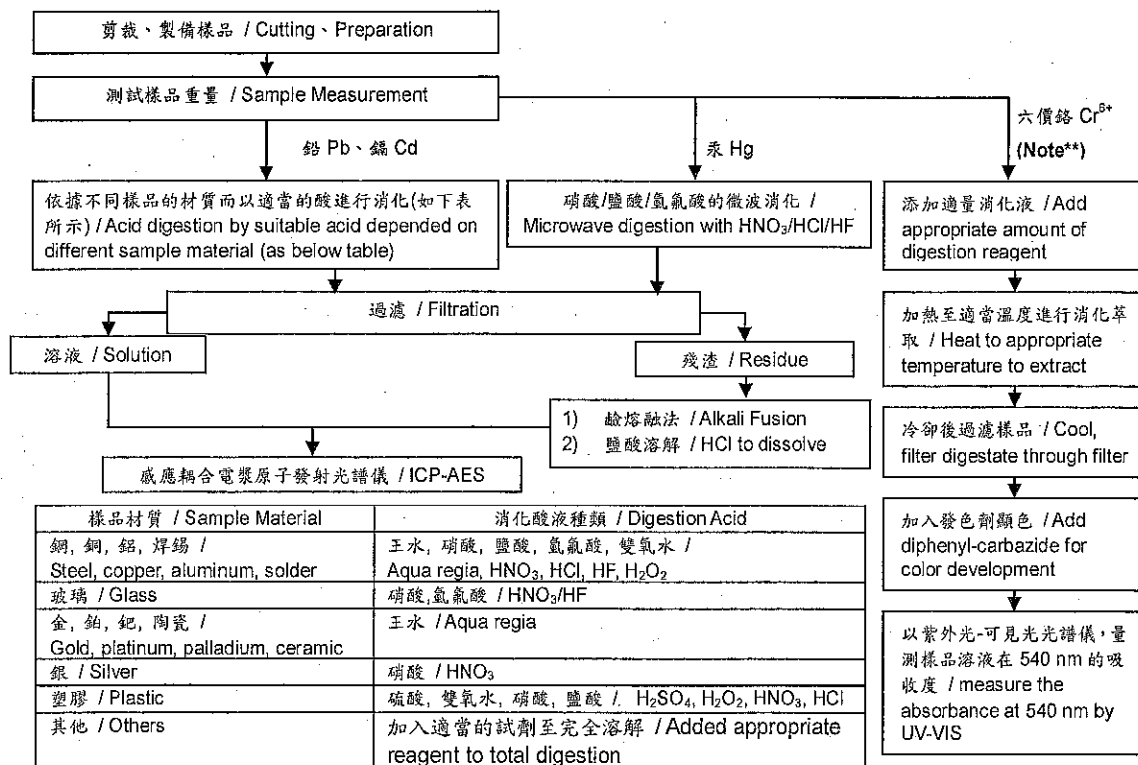 剪裁、製備樣品 / Cutting、Preparation
測試樣品重量 / Sample Measurement
鉛 Pb、鎘 Cd
汞 Hg
六價鉻 Cr⁶⁺
(Note**)
依據不同樣品的材質而以適當的酸進行消化(如下表
所示) / Acid digestion by suitable acid depended on
different sample material (as below table)
硝酸/鹽酸/氫氟酸的微波消化 /
Microwave digestion with HNO₃/HCl/HF
添加適量消化液 / Add
appropriate amount of
digestion reagent
過濾 / Filtration
溶液 / Solution
殘渣 / Residue
加熱至適當溫度進行消化萃
取 / Heat to appropriate
temperature to extract
1) 鹼熔融法 / Alkali Fusion
2) 鹽酸溶解 / HCl to dissolve
冷卻後過濾樣品 / Cool,
filter digestate through filter
感應耦合電漿原子發射光譜儀 / ICP-AES
樣品材質 / Sample Material
消化酸液種類 / Digestion Acid
鋼, 銅, 鋁, 焊錫 /
Steel, copper, aluminum, solder
王水, 硝酸, 鹽酸, 氫氟酸, 雙氧水 /
Aqua regia, HNO₃, HCl, HF, H₂O₂
玻璃 / Glass
硝酸,氫氟酸 / HNO₃/HF
金, 鉑, 鈀, 陶瓷 /
Gold, platinum, palladium, ceramic
王水 / Aqua regia
銀 / Silver
硝酸 / HNO₃
塑膠 / Plastic
硫酸, 雙氧水, 硝酸, 鹽酸 / H₂SO₄, H₂O₂, HNO₃, HCl
其他 / Others
加入適當的試劑至完全溶解 / Added appropriate
reagent to total digestion
加入發色劑顯色 / Add
diphenyl-carbazide for
color development
以紫外光-可見光光譜儀,量
測樣品溶液在 540 nm 的吸
收度 / measure the
absorbance at 540 nm by
UV-VIS